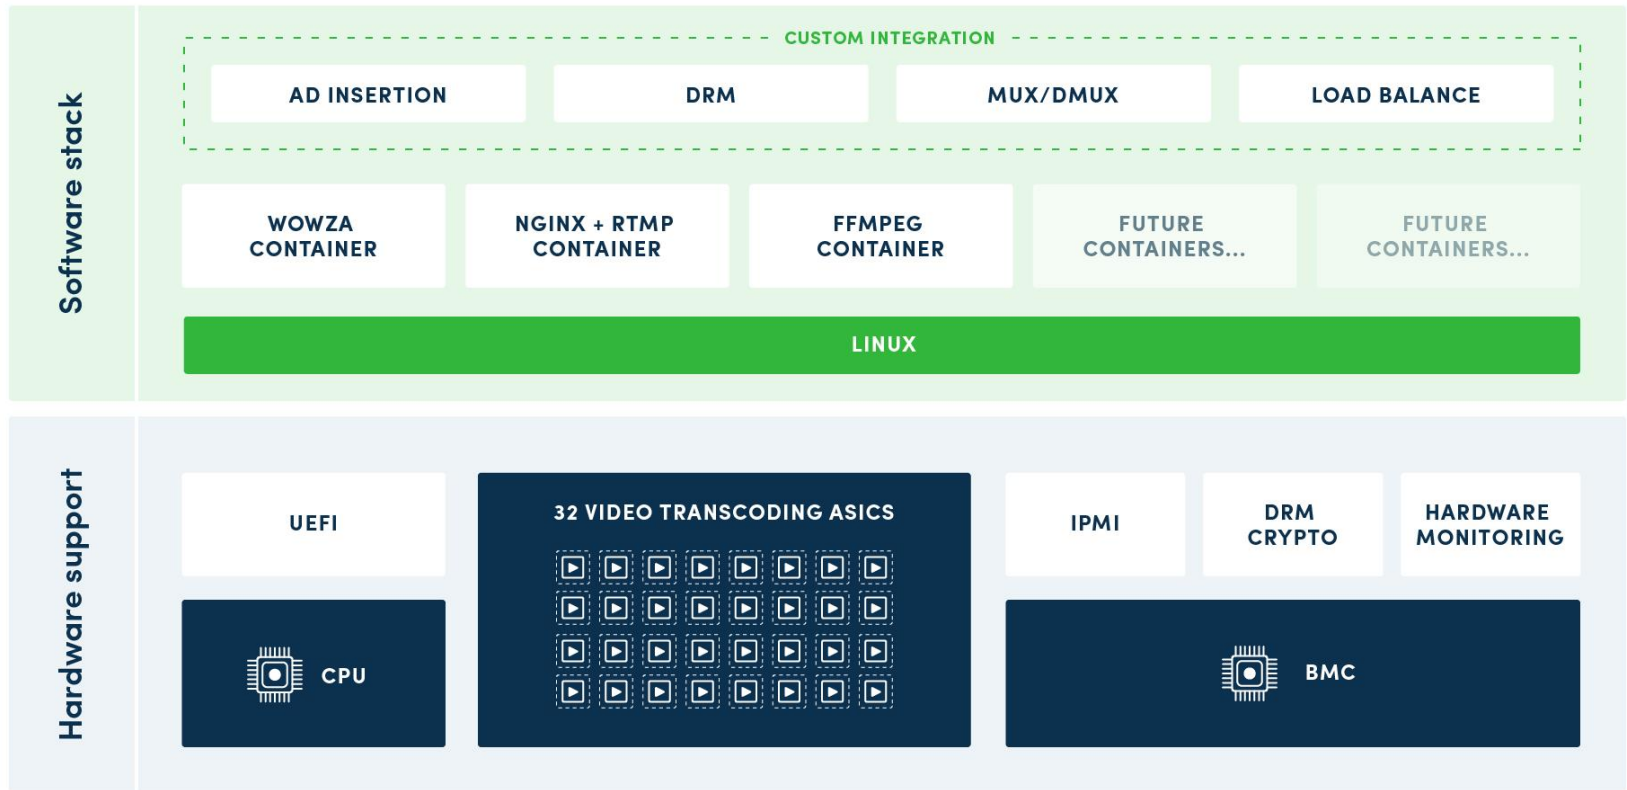 Software stack
CUSTOM INTEGRATION
AD INSERTION
DRM
MUX/DMUX
LOAD BALANCE
WOWZA
CONTAINER
NGINX + RTMP
CONTAINER
FFMPEG
CONTAINER
FUTURE
CONTAINERS...
FUTURE
CONTAINERS...
LINUX
Hardware support
UEFI
CPU
32 VIDEO TRANSCODING ASICS
IPMI
DRM
CRYPTO
HARDWARE
MONITORING
BMC